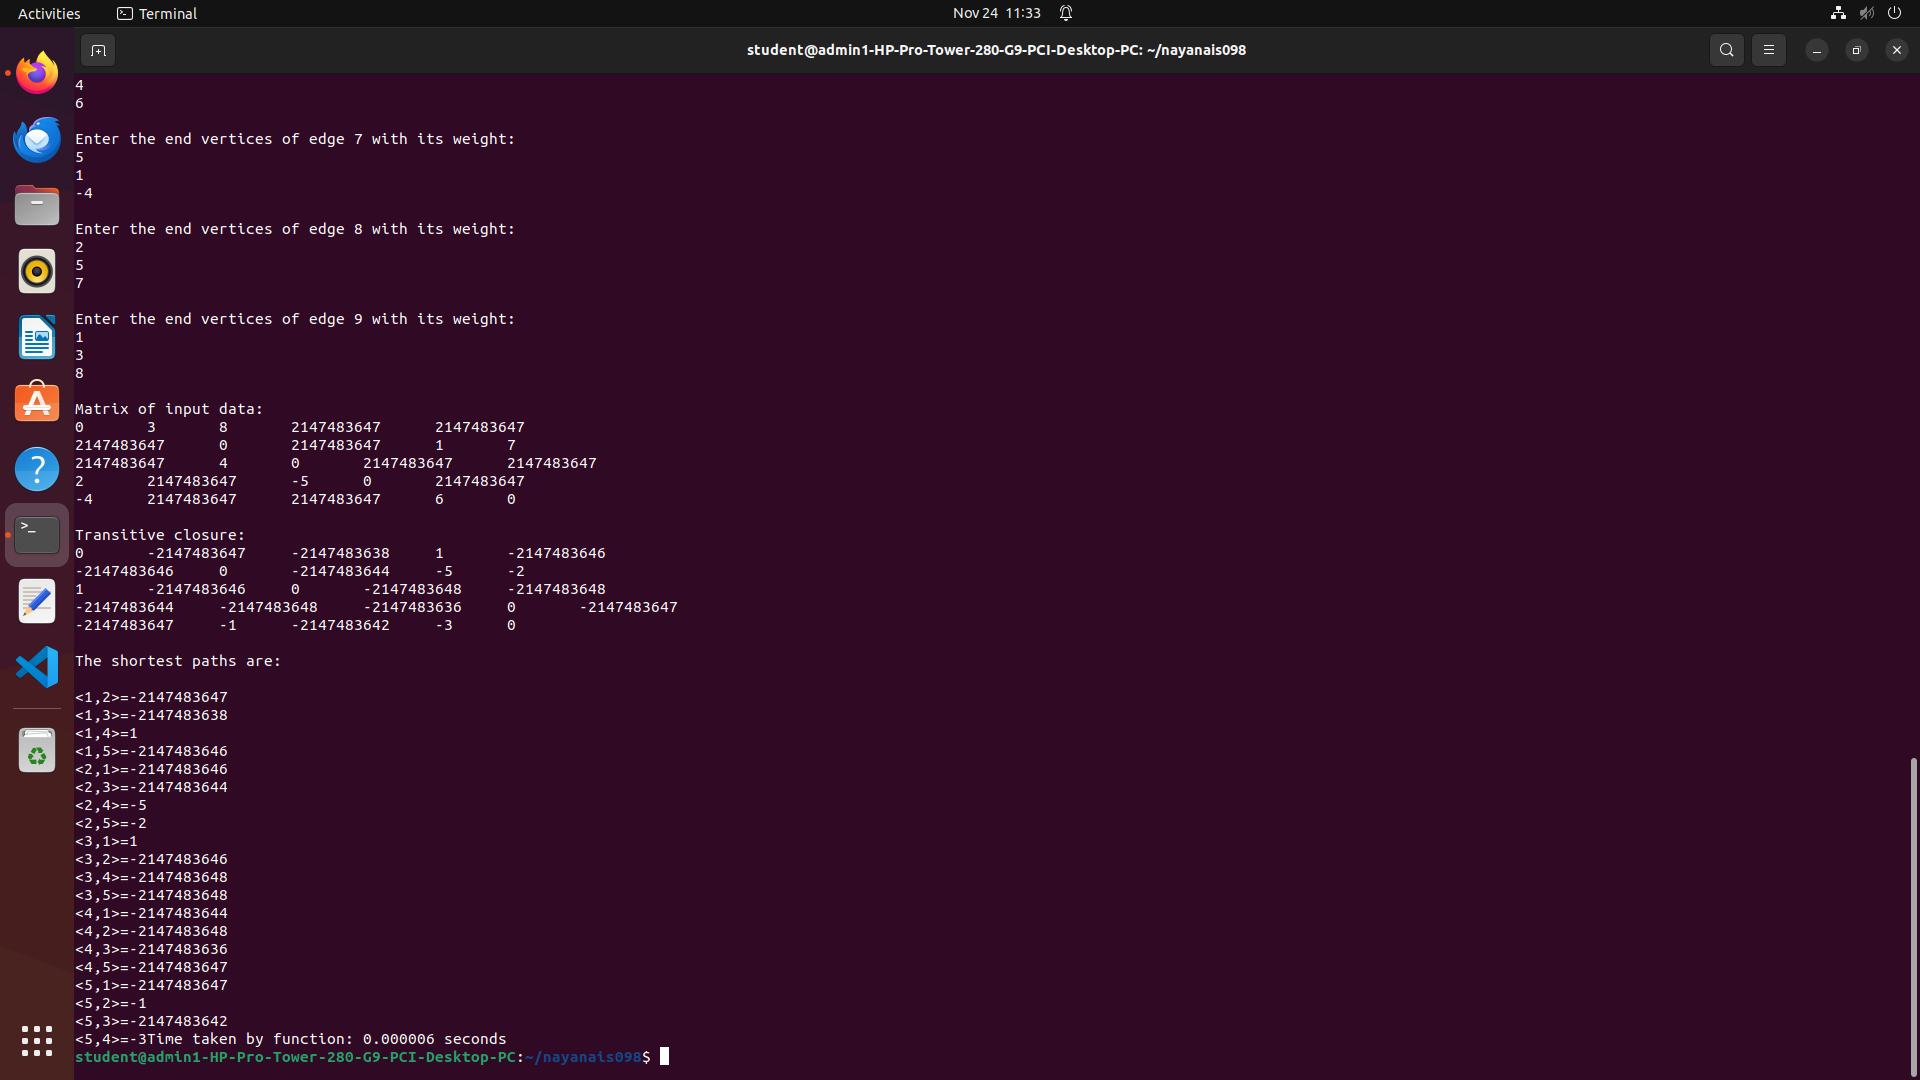 Activities
Terminal
Nov 24 11:33
student@admin1-HP-Pro-Tower-280-G9-PCI-Desktop-PC: ~/nayanais098
4
6
Enter the end vertices of edge 7 with its weight:
5
1
-4
Enter the end vertices of edge 8 with its weight:
2
5
7
Enter the end vertices of edge 9 with its weight:
1
3
8
Matrix of input data:
0 3 8 2147483647 2147483647
2147483647 0 2147483647 1 7
2147483647 4 0 2147483647 2147483647
2 2147483647 -5 0 2147483647
-4 2147483647 2147483647 6 0
Transitive closure:
0 -2147483647 -2147483638 1 -2147483646
-2147483646 0 -2147483644 -5 -2
1 -2147483646 0 -2147483648 -2147483648
-2147483644 -2147483648 -2147483636 0 -2147483647
-2147483647 -1 -2147483642 -3 0
The shortest paths are:
<1,2>=-2147483647
<1,3>=-2147483638
<1,4>=1
<1,5>=-2147483646
<2,1>=-2147483646
<2,3>=-2147483644
<2,4>=-5
<2,5>=-2
<3,1>=1
<3,2>=-2147483646
<3,4>=-2147483648
<3,5>=-2147483648
<4,1>=-2147483644
<4,2>=-2147483648
<4,3>=-2147483636
<4,5>=-2147483647
<5,1>=-2147483647
<5,2>=-1
<5,3>=-2147483642
<5,4>=-3Time taken by function: 0.000006 seconds
student@admin1-HP-Pro-Tower-280-G9-PCI-Desktop-PC:~/nayanais098$